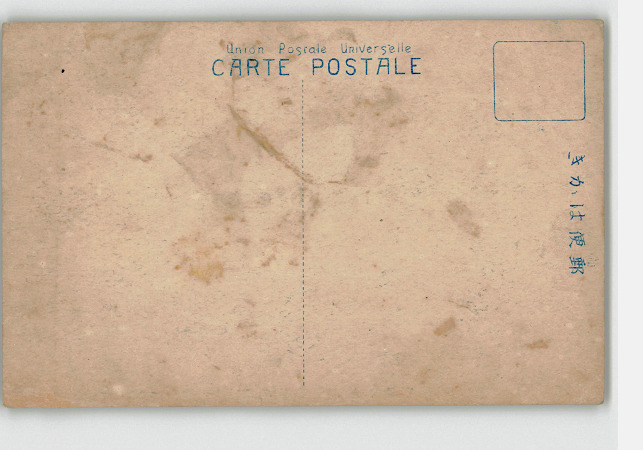 Union Postale Universelle
CARTE POSTALE
きかは便郵